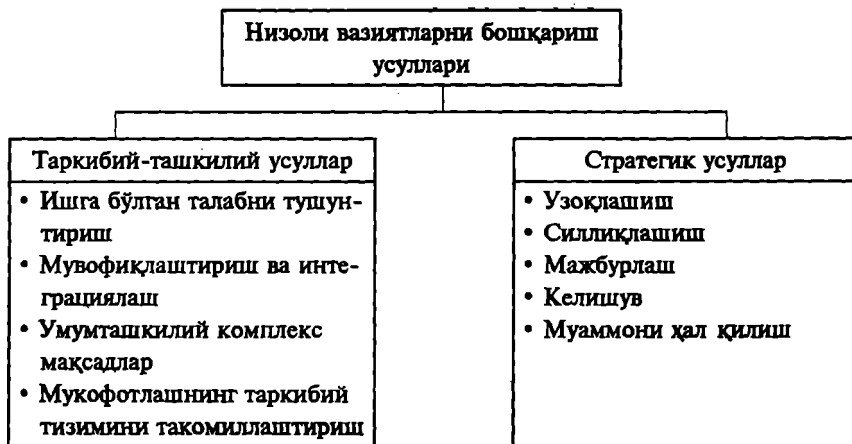 Низоли вазиятларни бошқариш
усуллари
Таркибий-ташкилий усуллар
• Ишга бўлган талабни тушун-
тириш
• Мувофиқлаштириш ва инте-
грациялаш
• Умумташкилий комплекс
мақсадлар
• Мукофотлашнинг таркибий
тизимини такомиллаштириш
Стратегик усуллар
• Узоқлашиш
• Силлиқлашиш
• Мажбурлаш
• Келишув
• Муаммони ҳал қилиш